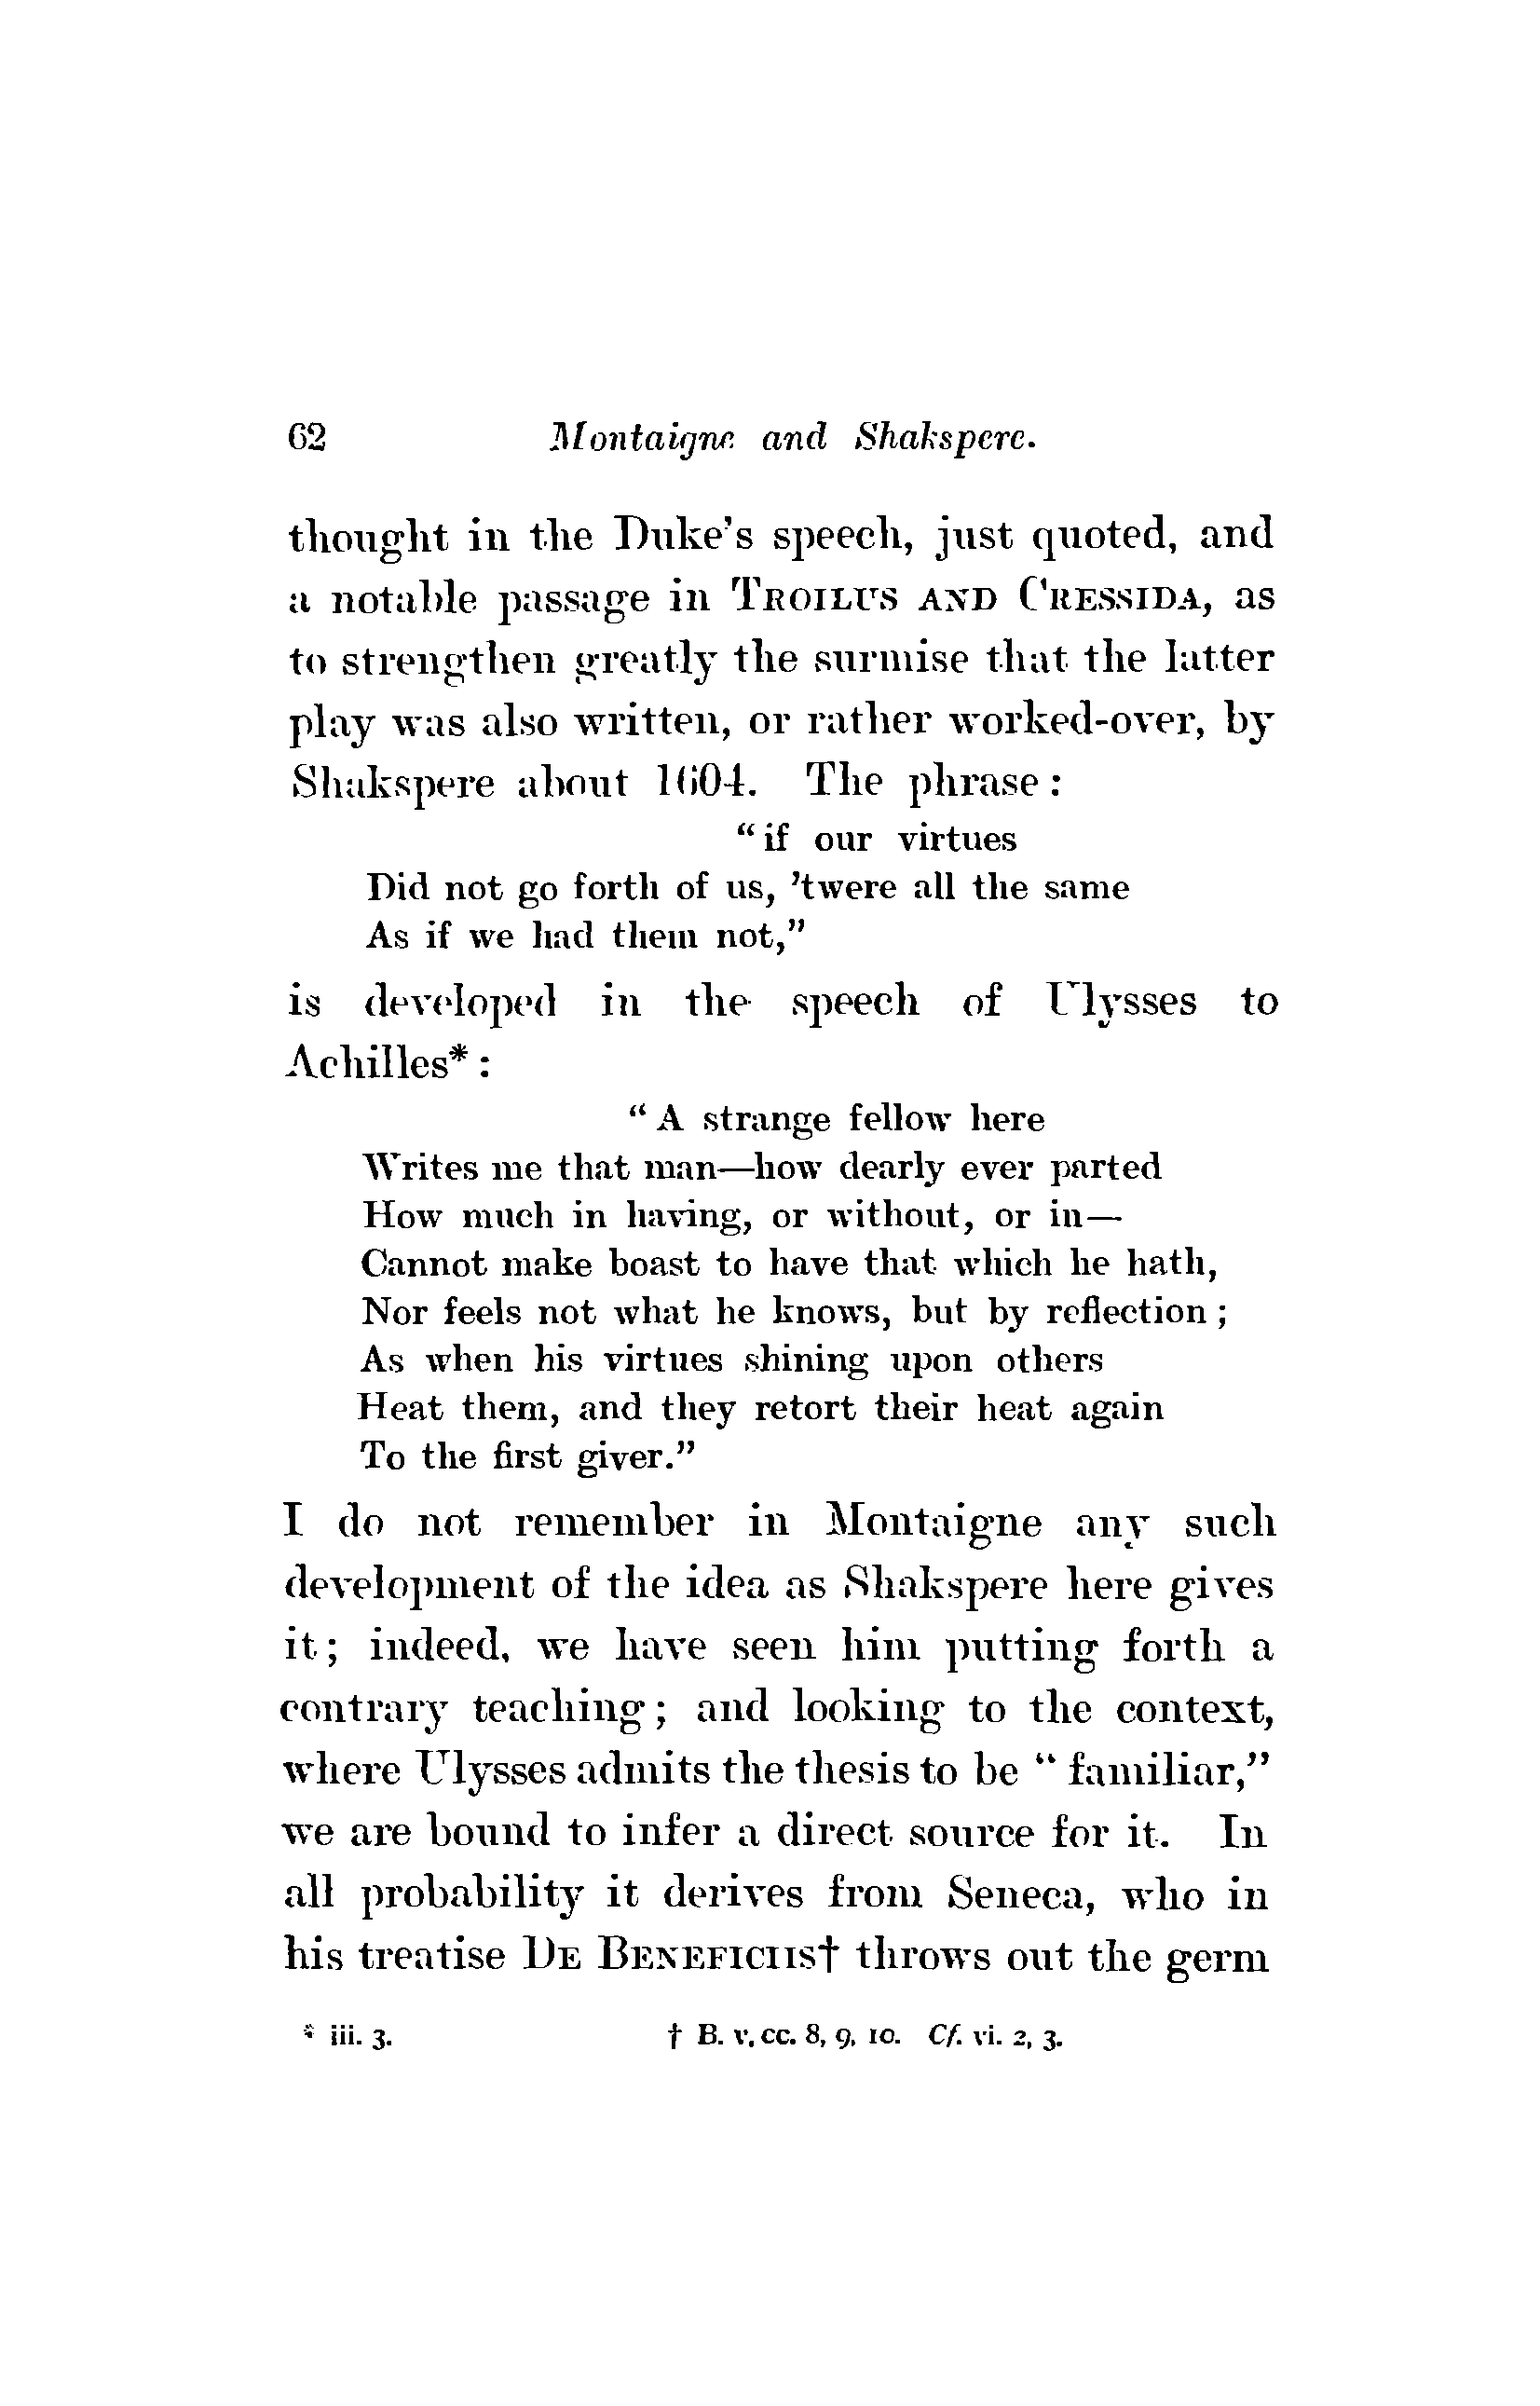 62 Montaigne and Shakspere.
thought in the Duke's speech, just quoted, and
a notable passage in Troilus and Cressida, as
to strengthen greatly the surmise that the latter
play was also written, or rather worked-over, by
Shakspere about 1604. The phrase:
"if our virtues
Did not go forth of us, 'twere all the same
As if we had them not,"
is developed in the speech of Ulysses to
Achilles*:
"A strange fellow here
Writes me that man—how dearly ever parted
How much in having, or without, or in—
Cannot make boast to have that which he hath,
Nor feels not what he knows, but by reflection;
As when his virtues shining upon others
Heat them, and they retort their heat again
To the first giver."
I do not remember in Montaigne any such
development of the idea as Shakspere here gives
it; indeed, we have seen him putting forth a
contrary teaching; and looking to the context,
where Ulysses admits the thesis to be "familiar,"
we are bound to infer a direct source for it. In
all probability it derives from Seneca, who in
his treatise De Beneficiis† throws out the germ
* iii. 3. † B. v. cc. 8, 9, 10. Cf. vi. 2, 3.